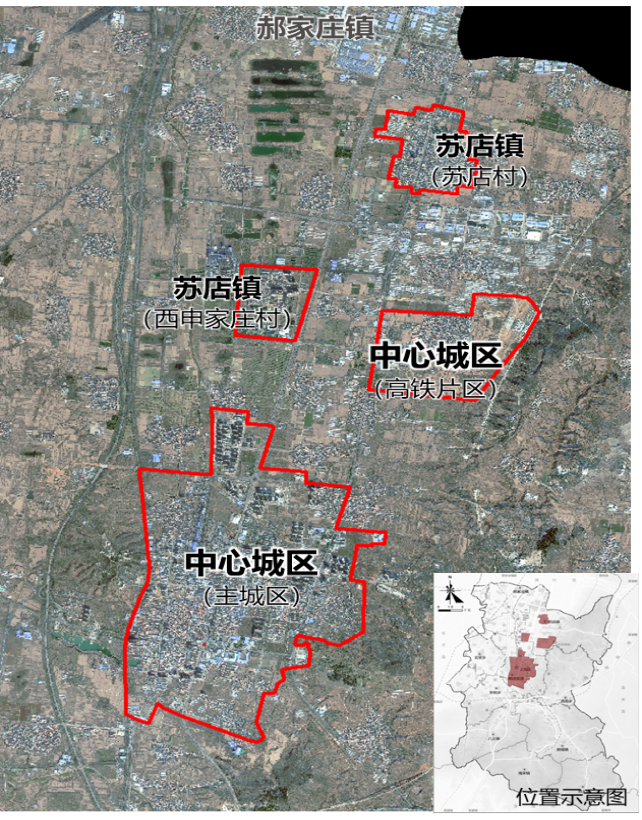 郝家庄镇
苏店镇
（苏店村）
苏店镇
（西申家庄村）
中心城区
（高铁片区）
中心城区
（主城区）
位置示意图